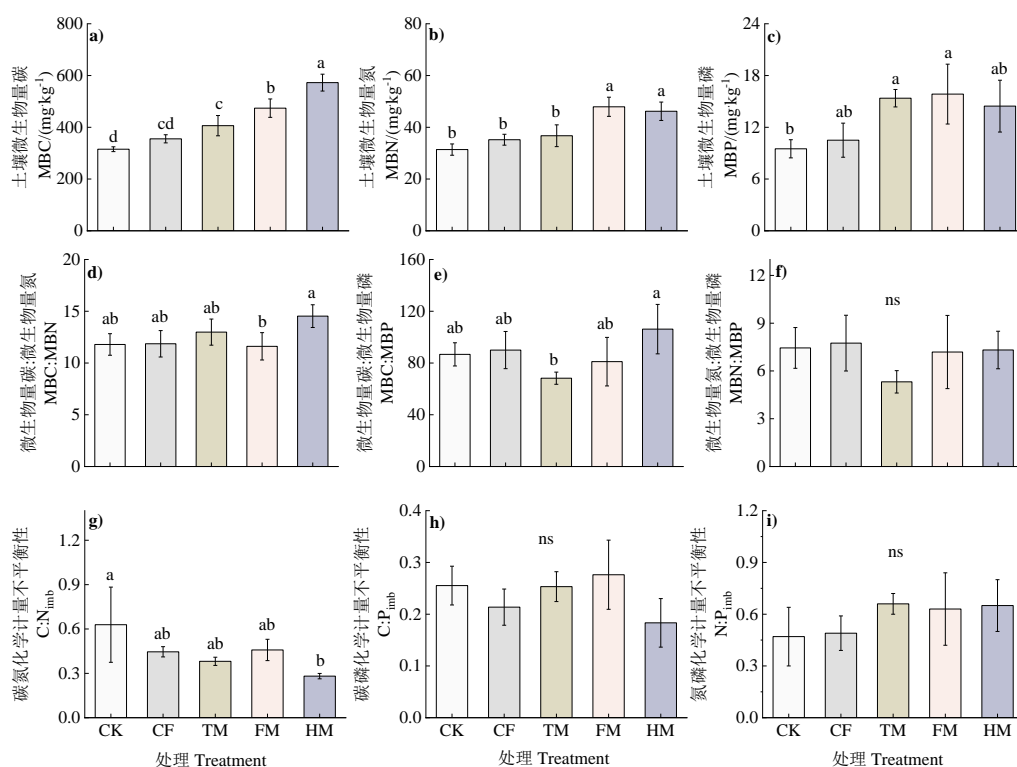 a)
土壤微生物量碳
MBC/(mg·kg⁻¹)
800
600
400
200
0
d
cd
c
b
a
b)
土壤微生物量氮
MBN/(mg·kg⁻¹)
80
60
40
20
0
b
b
b
a
a
c)
土壤微生物量磷
MBP/(mg·kg⁻¹)
24
18
12
6
0
b
ab
a
a
ab
d)
微生物量碳:微生物量氮
MBC:MBN
20
15
10
5
0
ab
ab
ab
b
a
e)
微生物量碳:微生物量磷
MBC:MBP
160
120
80
40
0
ab
ab
b
ab
a
f)
微生物量氮:微生物量磷
MBN:MBP
12
9
6
3
0
ns
g)
碳氮化学计量不平衡性
C:Nimb
1.2
0.9
0.6
0.3
0.0
a
ab
ab
ab
b
CK CF TM FM HM
处理 Treatment
h)
碳磷化学计量不平衡性
C:Pimb
0.4
0.3
0.2
0.1
0.0
ns
CK CF TM FM HM
处理 Treatment
i)
氮磷化学计量不平衡性
N:Pimb
1.2
0.9
0.6
0.3
0.0
ns
CK CF TM FM HM
处理 Treatment